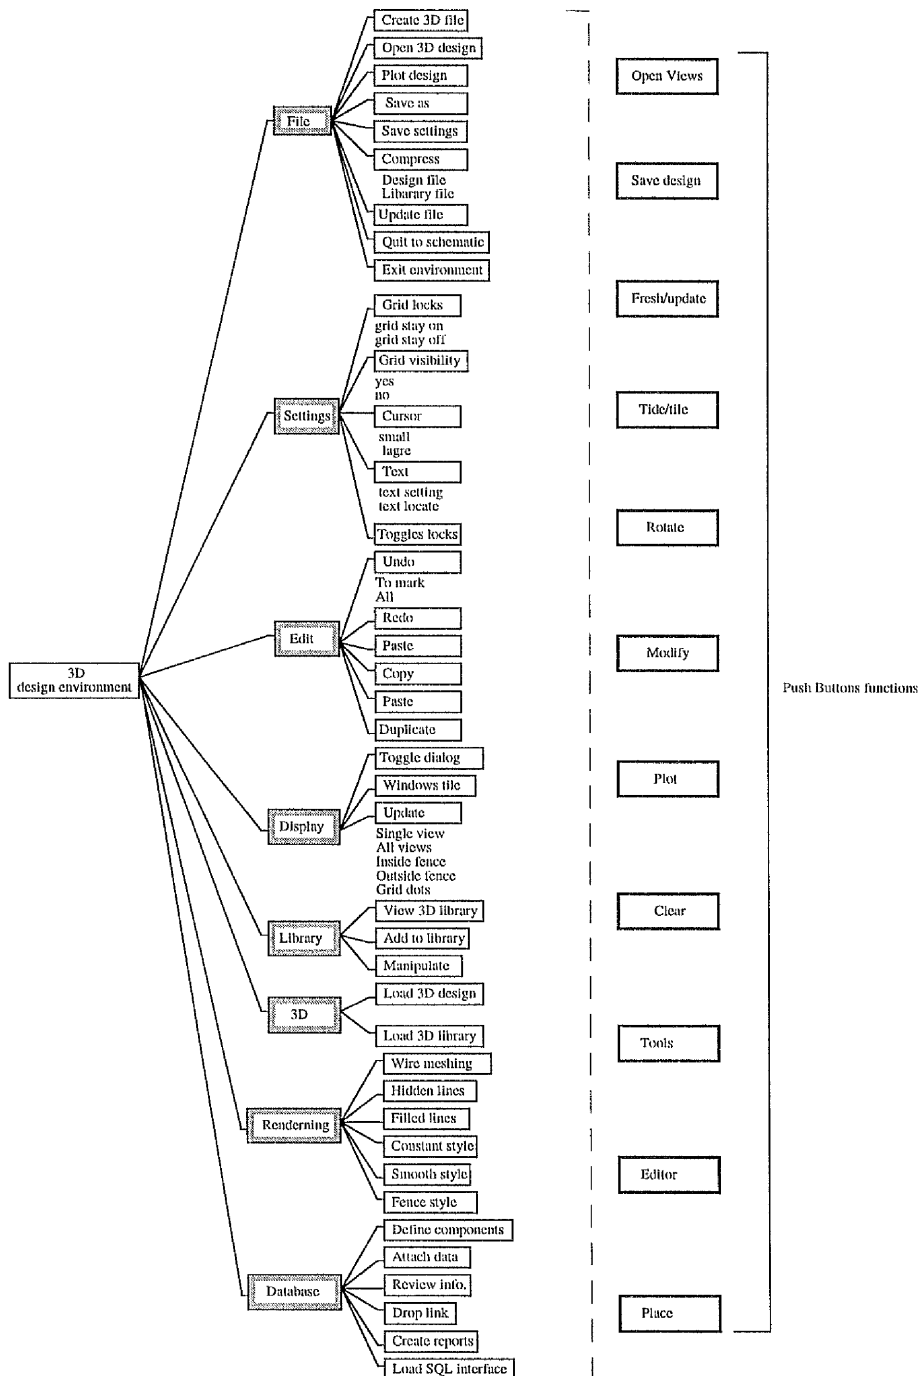 3D
design environment
File
Create 3D file
Open 3D design
Plot design
Save as
Save settings
Compress
Design file
Libarary file
Update file
Quit to schematic
Exit environment
Settings
Grid locks
grid stay on
grid stay off
Grid visibility
yes
no
Cursor
small
lagre
Text
text setting
text locate
Toggles locks
Edit
Undo
To mark
All
Redo
Paste
Copy
Paste
Duplicate
Display
Toggle dialog
Windows tile
Update
Single view
All views
Inside fence
Outside fence
Grid dots
Library
View 3D library
Add to library
Manipulate
3D
Load 3D design
Load 3D library
Renderning
Wire meshing
Hidden lines
Filled lines
Constant style
Smooth style
Fence style
Database
Define components
Attach data
Review info.
Drop link
Create reports
Load SQL interface
Open Views
Save design
Fresh/update
Tide/tile
Rotate
Modify
Plot
Clear
Tools
Editor
Place
Push Buttons functions